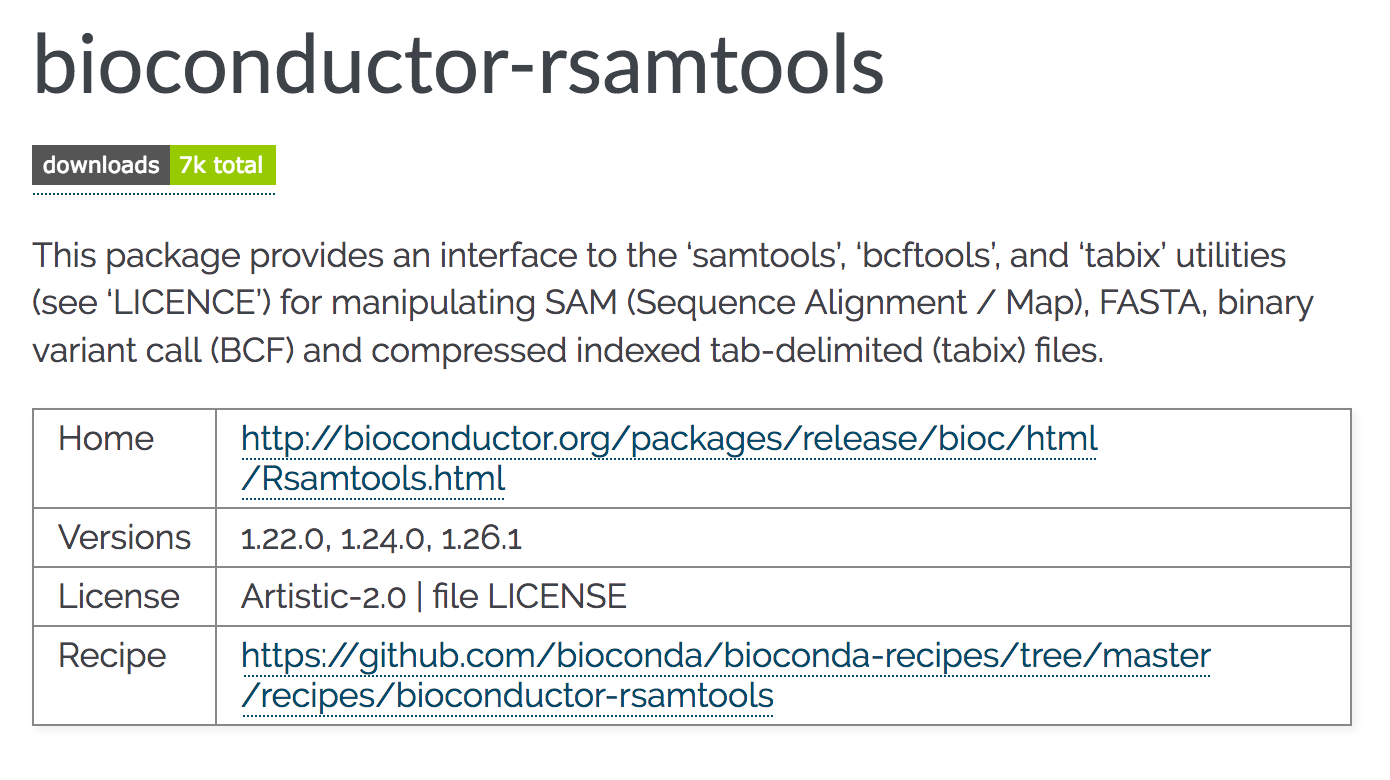 bioconductor-rsamtools
downloads 7k total
This package provides an interface to the ‘samtools’, ‘bcftools’, and ‘tabix’ utilities
(see ‘LICENCE’) for manipulating SAM (Sequence Alignment / Map), FASTA, binary
variant call (BCF) and compressed indexed tab-delimited (tabix) files.
Home http://bioconductor.org/packages/release/bioc/html
/Rsamtools.html
Versions 1.22.0, 1.24.0, 1.26.1
License Artistic-2.0 | file LICENSE
Recipe https://github.com/bioconda/bioconda-recipes/tree/master
/recipes/bioconductor-rsamtools